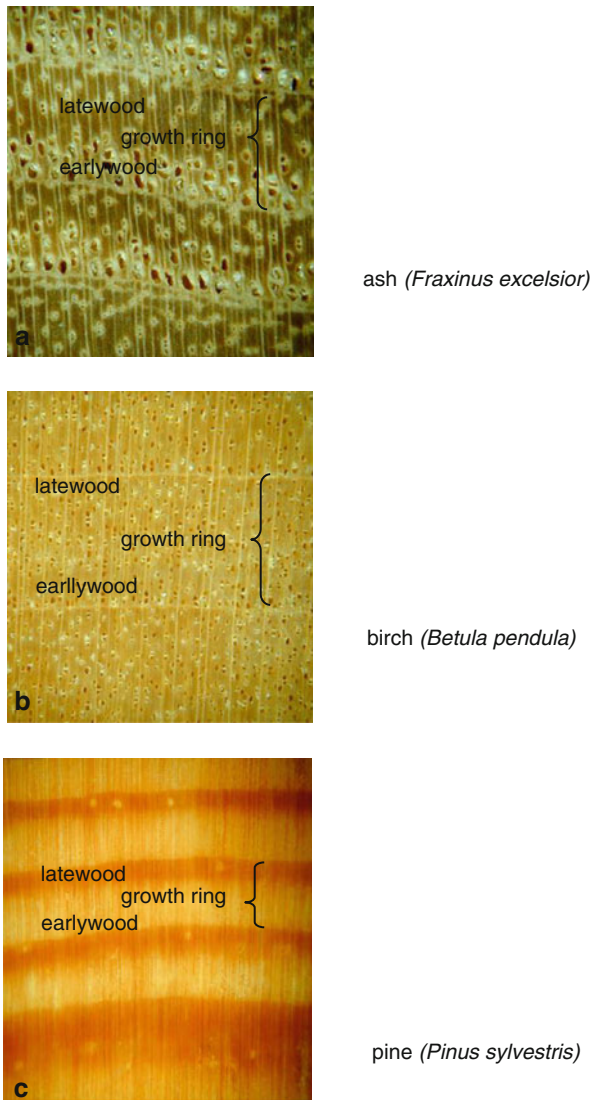 latewood
growth ring
earlywood
a
ash (Fraxinus excelsior)
latewood
growth ring
earllywood
b
birch (Betula pendula)
latewood
growth ring
earlywood
c
pine (Pinus sylvestris)